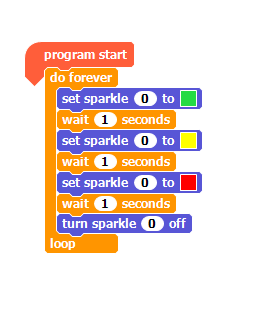 program start
do forever
set sparkle 0 to
wait 1 seconds
set sparkle 0 to
wait 1 seconds
set sparkle 0 to
wait 1 seconds
turn sparkle 0 off
loop